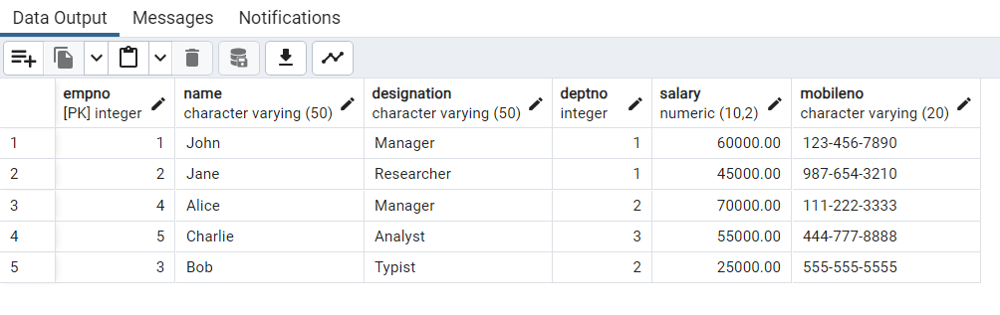 Data Output Messages Notifications
empno name designation deptno salary mobileno
[PK] integer character varying (50) character varying (50) integer numeric (10,2) character varying (20)
1 1 John Manager 1 60000.00 123-456-7890
2 2 Jane Researcher 1 45000.00 987-654-3210
3 4 Alice Manager 2 70000.00 111-222-3333
4 5 Charlie Analyst 3 55000.00 444-777-8888
5 3 Bob Typist 2 25000.00 555-555-5555